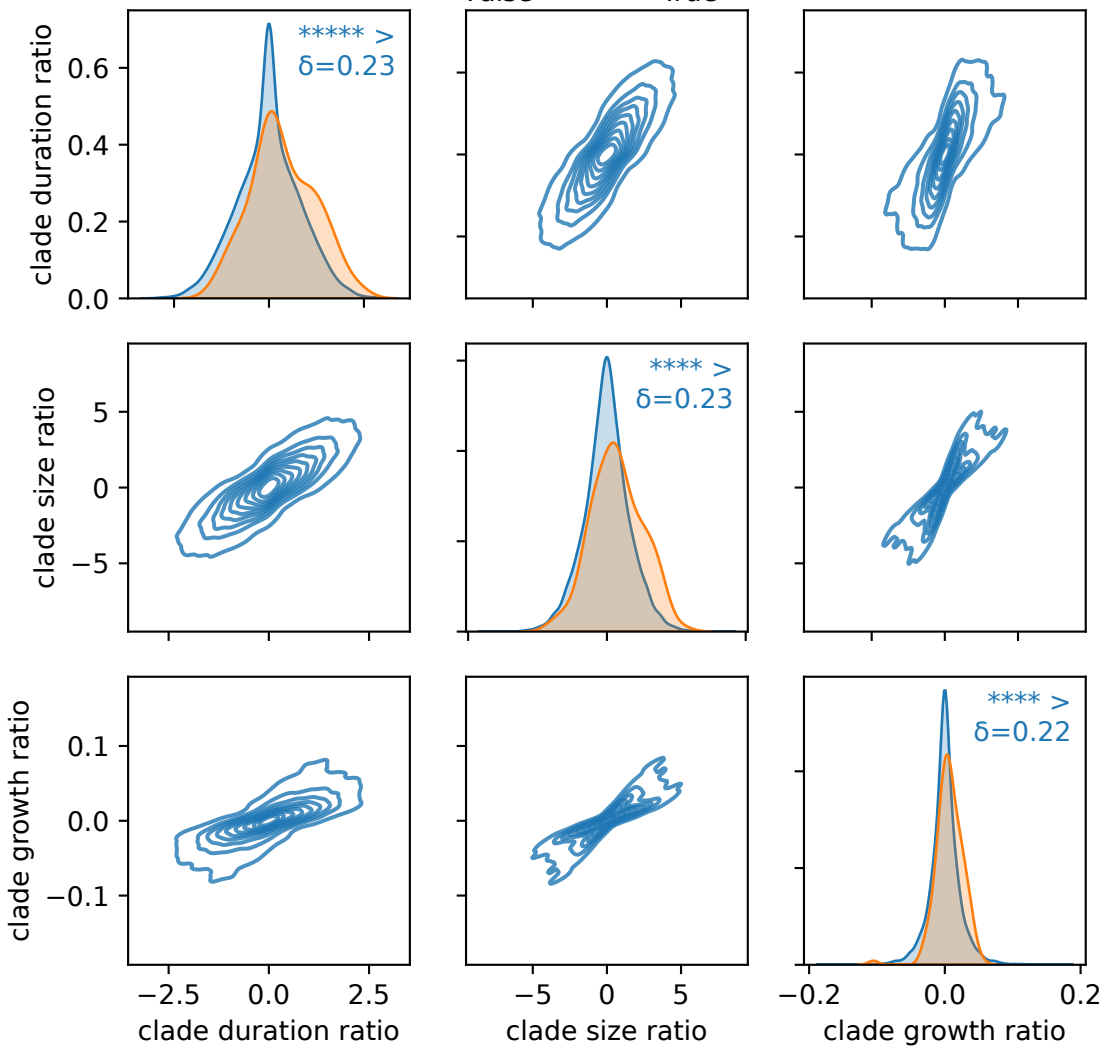 clade duration ratio
0.6
0.4
0.2
0.0
***** >
δ=0.23
clade size ratio
5
0
−5
**** >
δ=0.23
clade growth ratio
0.1
0.0
−0.1
**** >
δ=0.22
−2.5 0.0 2.5
−5 0 5
−0.2 0.0 0.2
clade duration ratio
clade size ratio
clade growth ratio